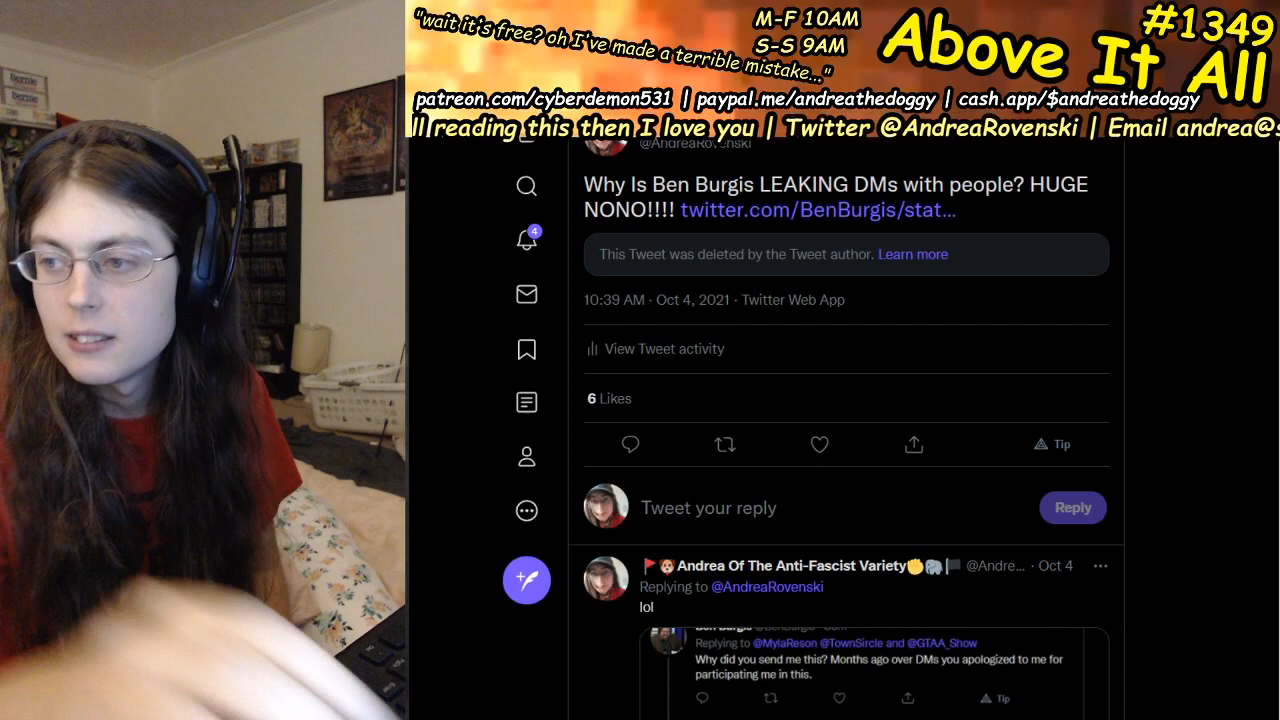 "wait it's free? oh I've made a terrible mistake..."
M-F 10AM
S-S 9AM
Above It All
#1349
patreon.com/cyberdemon531 | paypal.me/andreathedoggy | cash.app/$andreathedoggy
ll reading this then I love you | Twitter @AndreaRovenski | Email andrea@s
Bernie
Bernie
@AndreaRovenski
4
Why Is Ben Burgis LEAKING DMs with people? HUGE
NONO!!!! twitter.com/BenBurgis/stat...
This Tweet was deleted by the Tweet author. Learn more
10:39 AM · Oct 4, 2021 · Twitter Web App
View Tweet activity
6 Likes
Tip
Tweet your reply
Reply
Andrea Of The Anti-Fascist Variety @Andre... · Oct 4
Replying to @AndreaRovenski
lol
Replying to @MylaReson @TownSircle and @GTAA_Show
Why did you send me this? Months ago over DMs you apologized to me for
participating me in this.
Tip